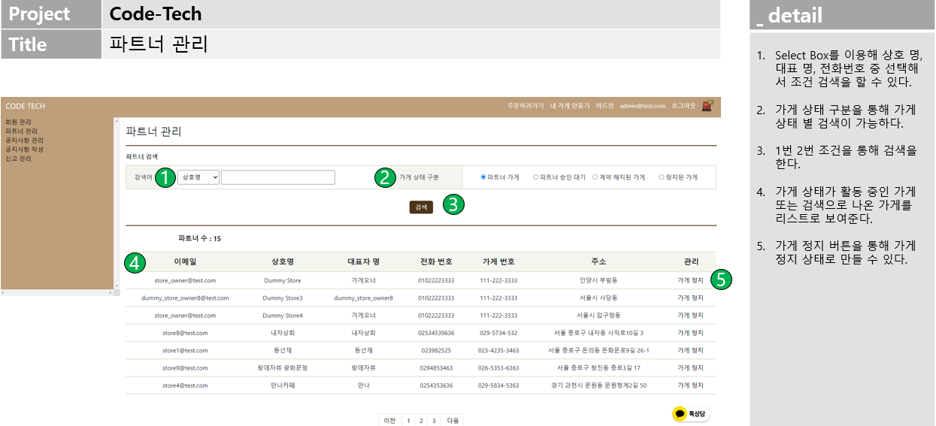 Project
Code-Tech
Title
파트너 관리
_ detail
1. Select Box를 이용해 상호 명,
대표 명, 전화번호 중 선택해
서 조건 검색을 할 수 있다.
2. 가게 상태 구분을 통해 가게
상태 별 검색이 가능하다.
3. 1번 2번 조건을 통해 검색을
한다.
4. 가게 상태가 활동 중인 가게
또는 검색으로 나온 가게를
리스트로 보여준다.
5. 가게 정지 버튼을 통해 가게
정지 상태로 만들 수 있다.
CODE TECH
주문하러가기 내 가게 만들기 어드민 admin@test.com 로그아웃
회원 관리
파트너 관리
공지사항 관리
공지사항 작성
신고 관리
파트너 관리
파트너 검색
검색어 1 상호명 2 가게 상태 구분 파트너 가게 파트너 승인 대기 계약 해지된 가게 정지된 가게
검색 3
파트너 수 : 15
4 이메일 상호명 대표자 명 전화 번호 가게 번호 주소 관리
store_owner@test.com Dummy Store 가게오너 01022223333 111-222-3333 안양시 부림동 가게 정지 5
dummy_store_owner8@test.com Dummy Store3 dummy_store_owner8 01022223333 111-222-3333 서울시 사당동 가게 정지
store_owner@test.com Dummy Store4 가게오너 01022223333 111-222-3333 서울시 압구정동 가게 정지
store8@test.com 내자상회 내자상회 02534539636 029-5734-532 서울 종로구 내자동 사직로10길 3 가게 정지
store1@test.com 동선재 동선재 023982525 023-4235-3463 서울 종로구 돈의동 돈화문로9길 26-1 가게 정지
store9@test.com 랑데자뷰 광화문점 랑데자뷰 0294853463 026-5353-6363 서울 종로구 청진동 종로3길 17 가게 정지
store4@test.com 만나카페 만나 0254353636 029-5834-5363 경기 과천시 문원동 문원청계2길 50 가게 정지
이전 1 2 3 다음
톡상담